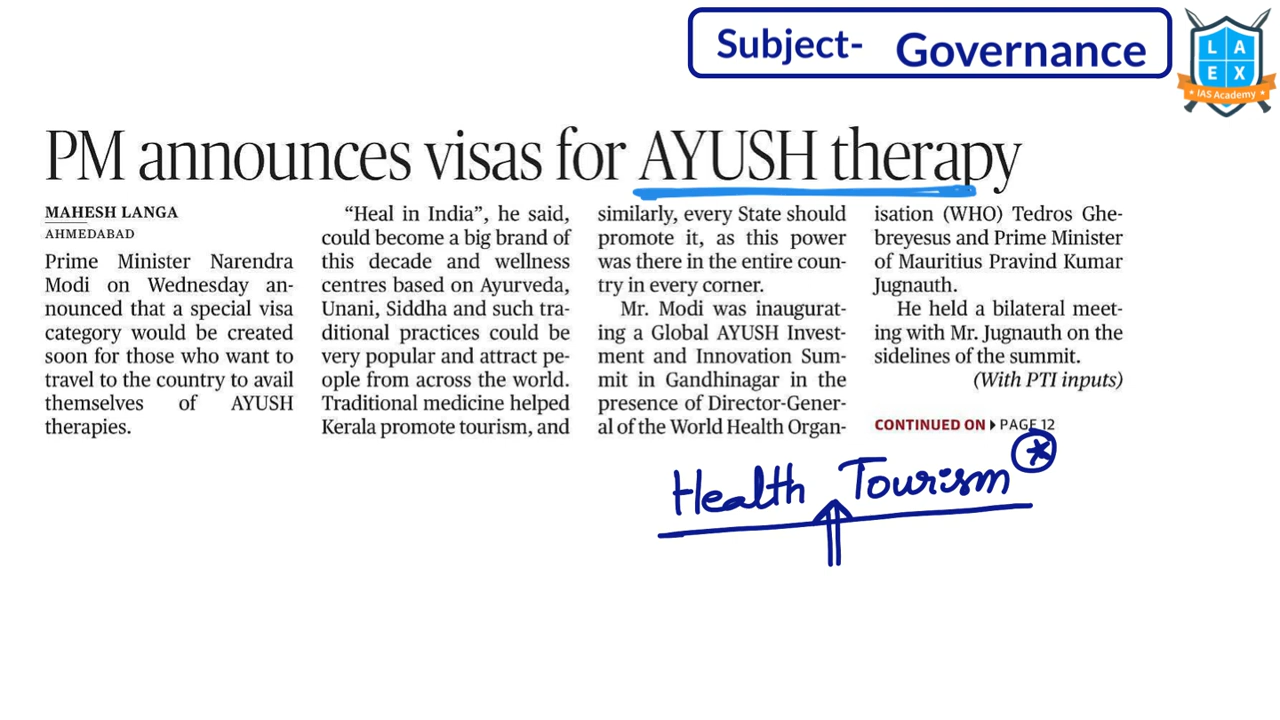 Subject- Governance
L A
E X
IAS Academy
PM announces visas for AYUSH therapy
MAHESH LANGA
AHMEDABAD
Prime Minister Narendra
Modi on Wednesday an-
nounced that a special visa
category would be created
soon for those who want to
travel to the country to avail
themselves of AYUSH
therapies.
“Heal in India”, he said,
could become a big brand of
this decade and wellness
centres based on Ayurveda,
Unani, Siddha and such tra-
ditional practices could be
very popular and attract pe-
ople from across the world.
Traditional medicine helped
Kerala promote tourism, and
similarly, every State should
promote it, as this power
was there in the entire coun-
try in every corner.
Mr. Modi was inaugurat-
ing a Global AYUSH Invest-
ment and Innovation Sum-
mit in Gandhinagar in the
presence of Director-Gener-
al of the World Health Organ-
isation (WHO) Tedros Ghe-
breyesus and Prime Minister
of Mauritius Pravind Kumar
Jugnauth.
He held a bilateral meet-
ing with Mr. Jugnauth on the
sidelines of the summit.
(With PTI inputs)
CONTINUED ON PAGE 12
Health Tourism